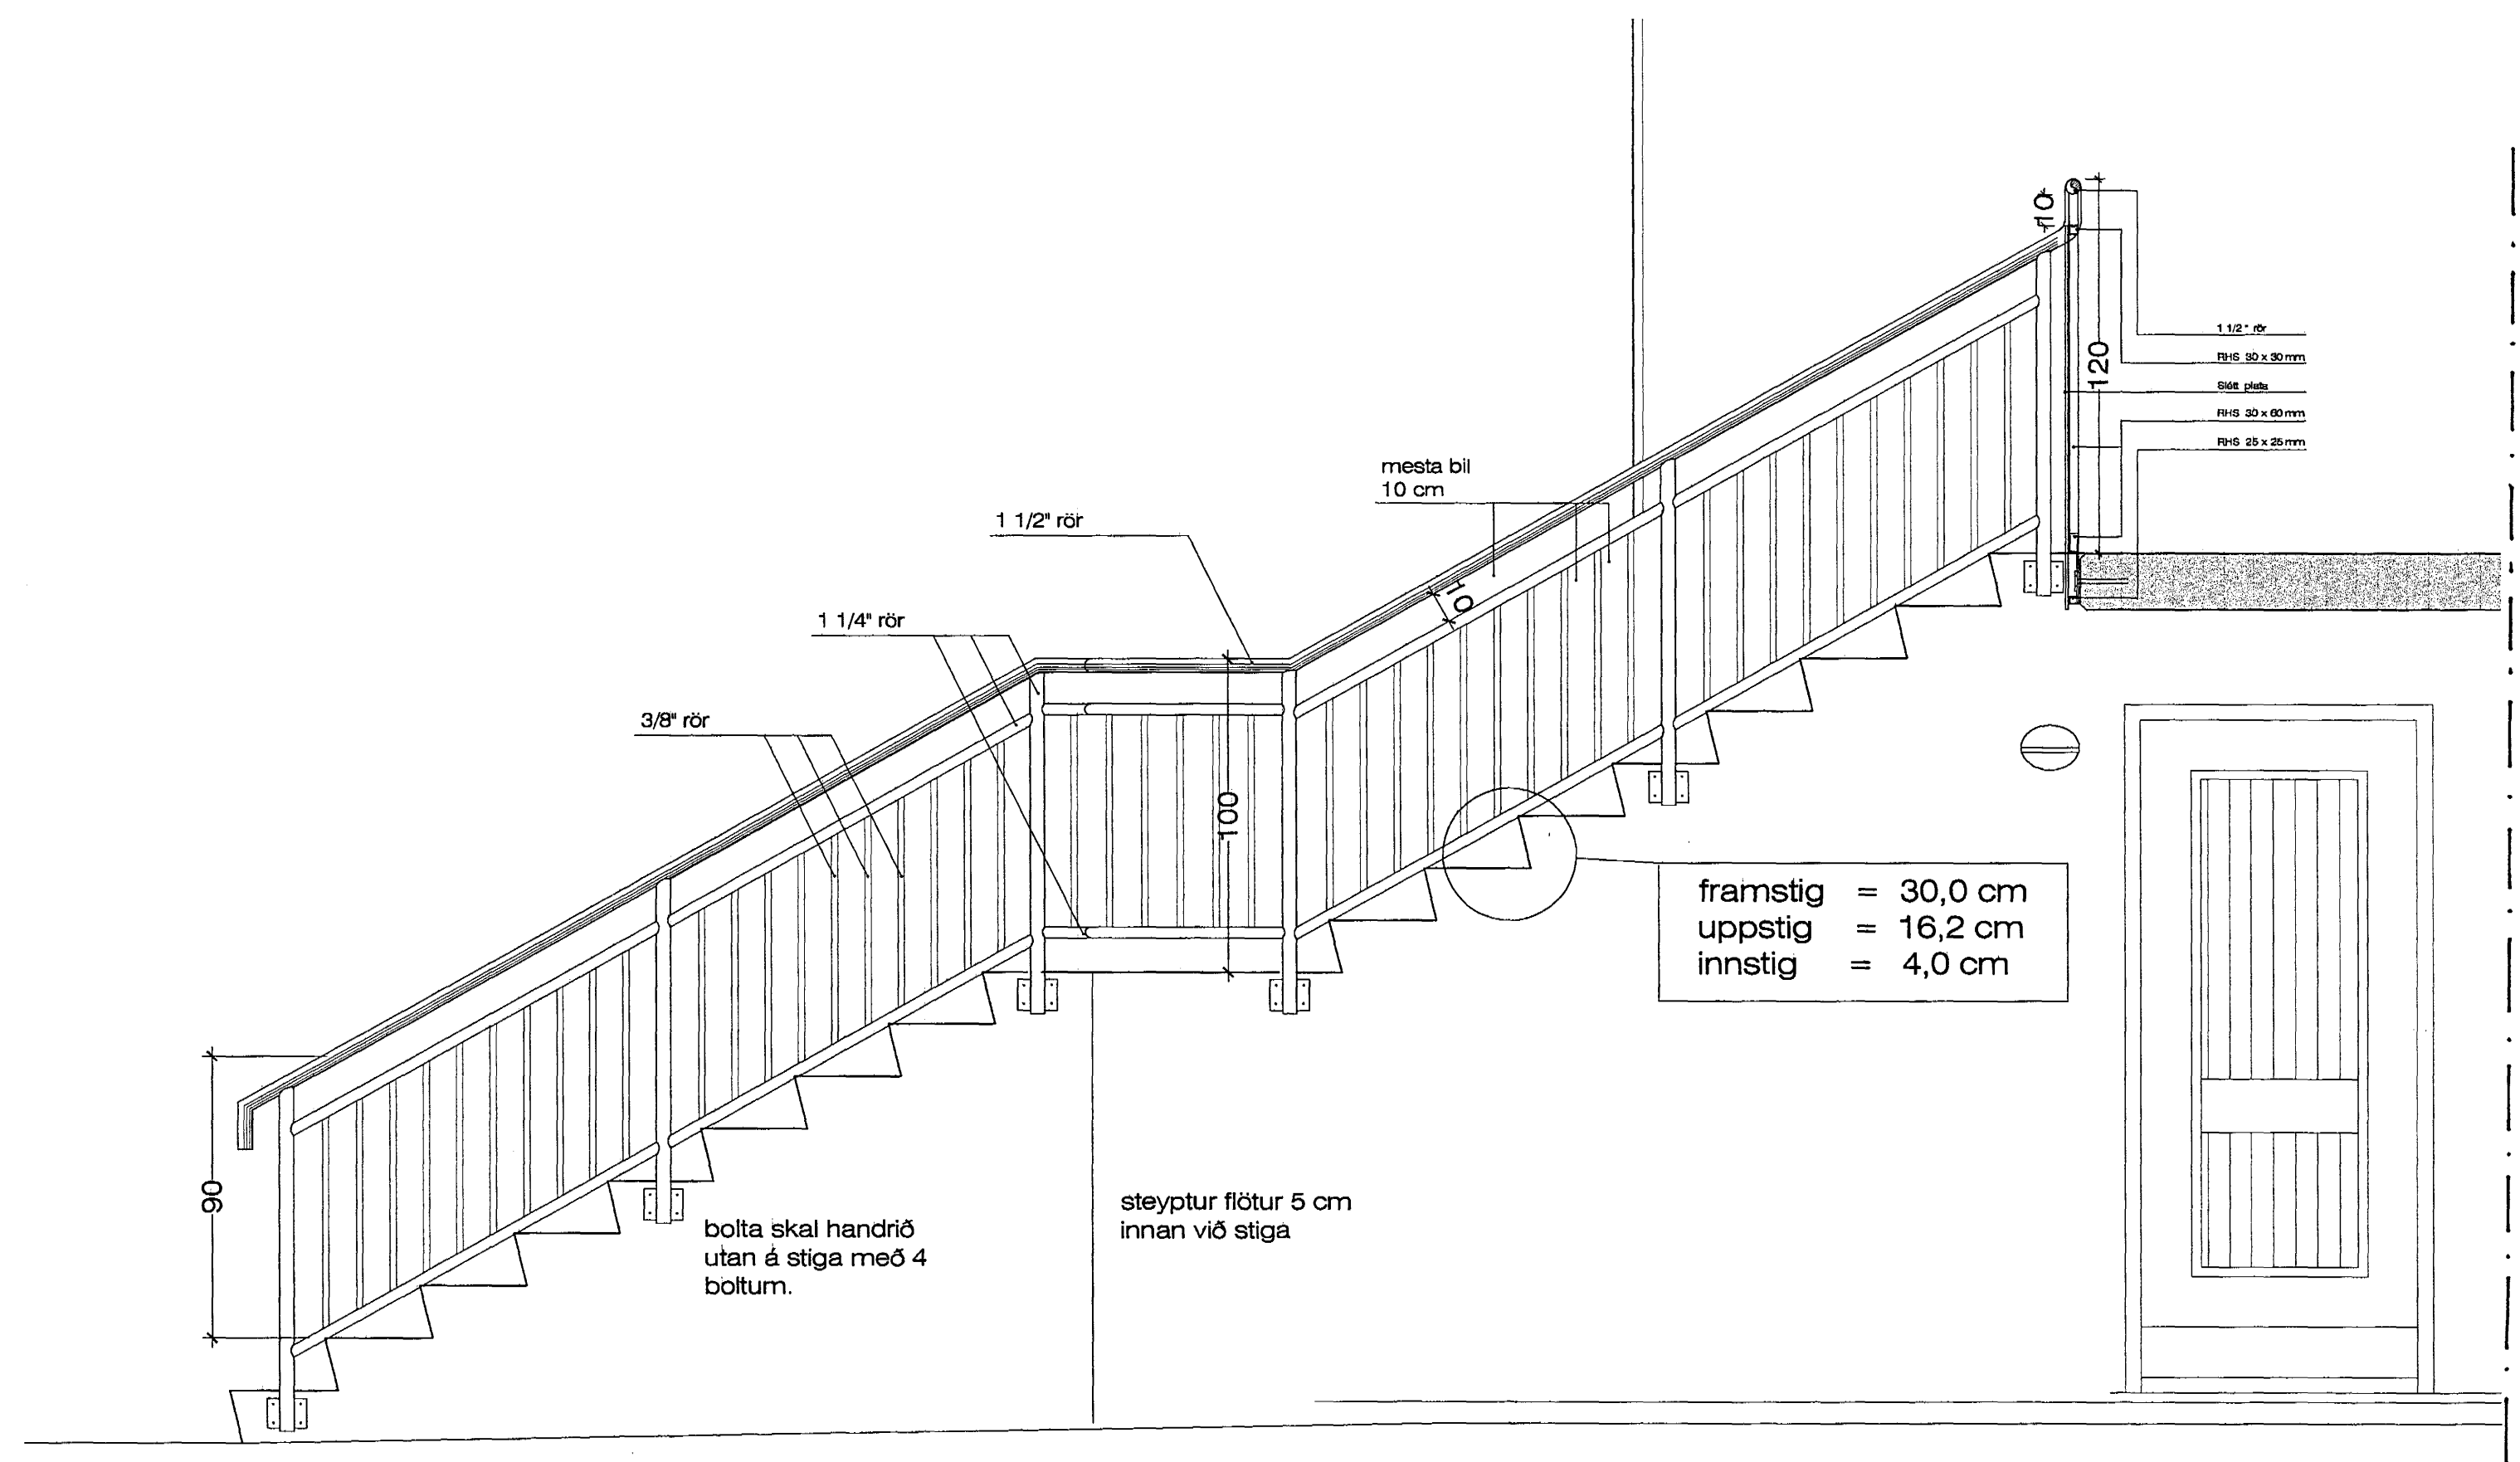 10
1 1/2" rör
RHS 30 x 30 mm
120
Slétt plata
RHS 30 x 60 mm
RHS 25 x 25 mm
mesta bil
10 cm
1 1/2" rör
10
1 1/4" rör
3/8" rör
100
framstig = 30,0 cm
uppstig = 16,2 cm
innstig = 4,0 cm
90
steyptur flötur 5 cm
innan við stiga
bolta skal handrið
utan á stiga með 4
boltum.